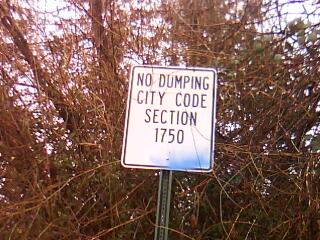 NO DUMPING
CITY CODE
SECTION
1750